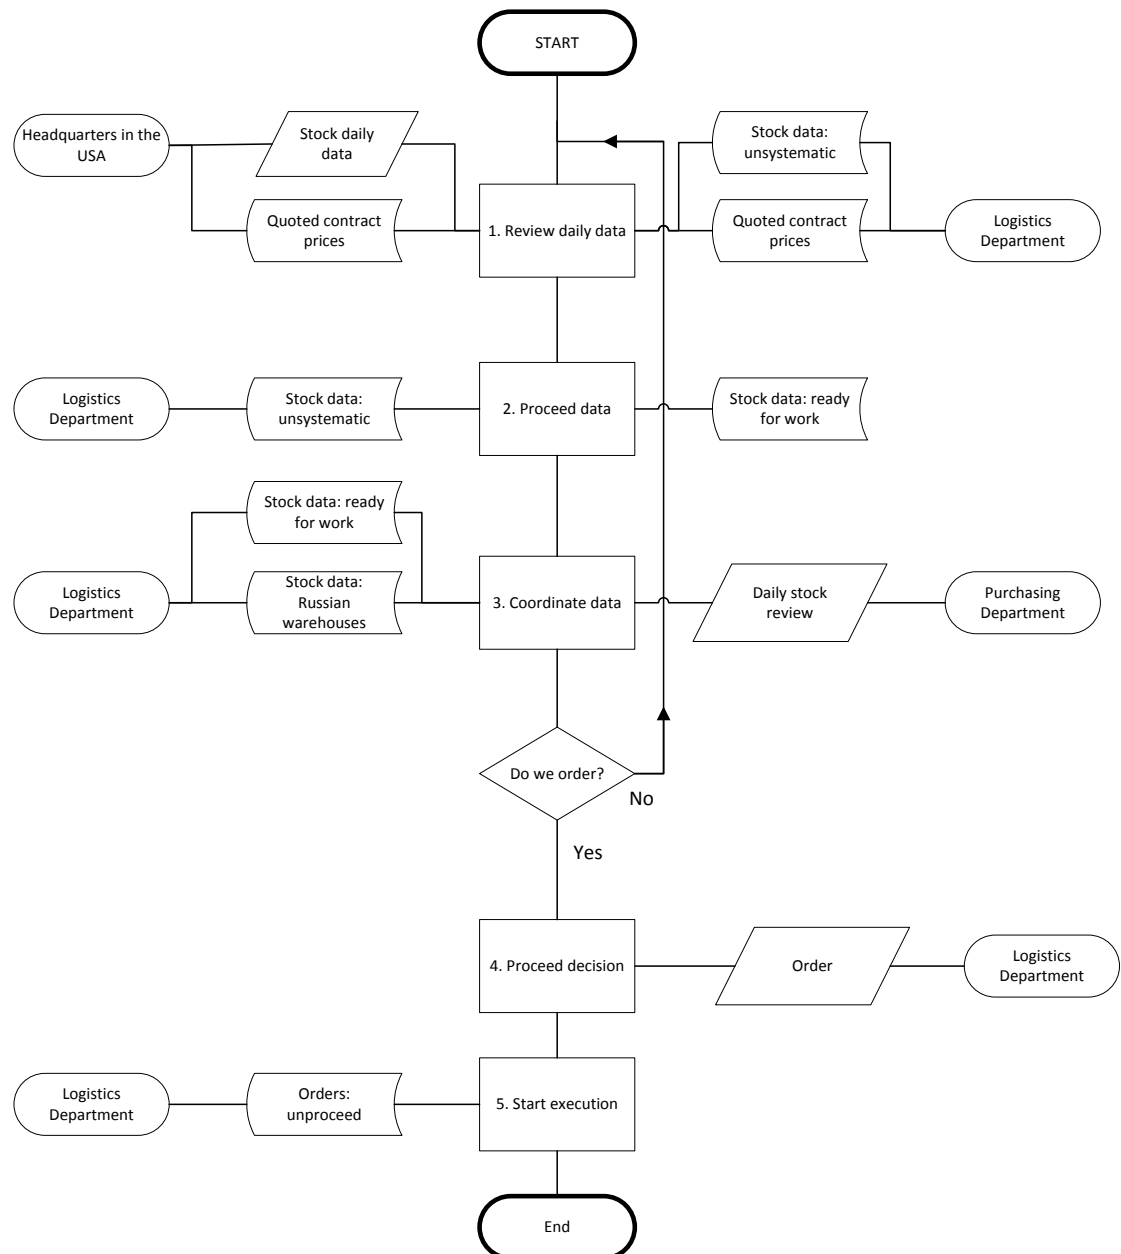 START
Headquarters in the
USA
Stock daily
data
Stock data:
unsystematic
Quoted contract
prices
1. Review daily data
Quoted contract
prices
Logistics
Department
Logistics
Department
Stock data:
unsystematic
2. Proceed data
Stock data: ready
for work
Stock data: ready
for work
Logistics
Department
Stock data:
Russian
warehouses
3. Coordinate data
Daily stock
review
Purchasing
Department
Do we order?
No
Yes
4. Proceed decision
Order
Logistics
Department
Logistics
Department
Orders:
unproceed
5. Start execution
End